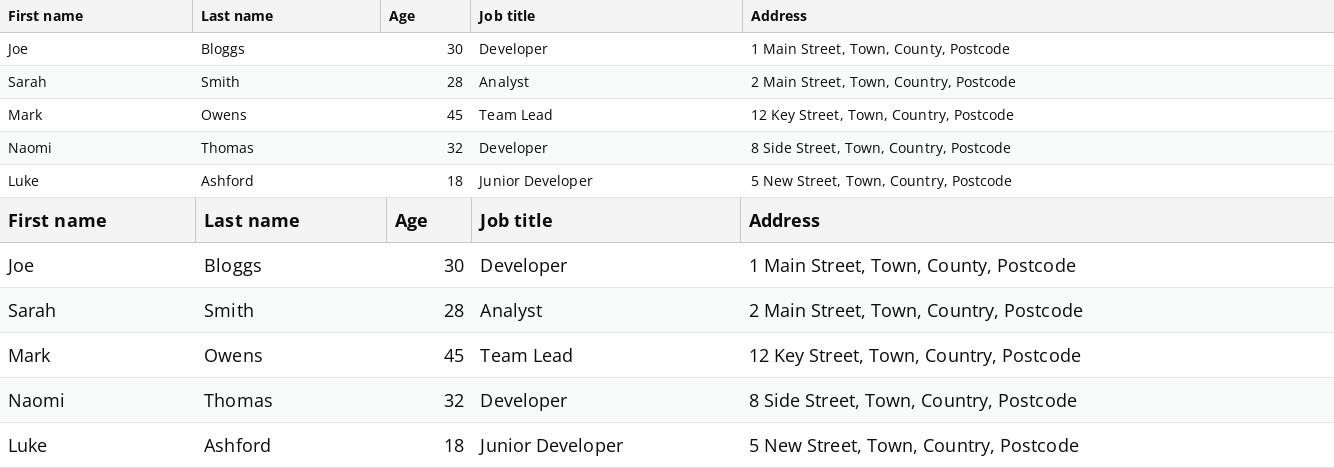 First name Last name Age Job title Address
Joe Bloggs 30 Developer 1 Main Street, Town, County, Postcode
Sarah Smith 28 Analyst 2 Main Street, Town, Country, Postcode
Mark Owens 45 Team Lead 12 Key Street, Town, Country, Postcode
Naomi Thomas 32 Developer 8 Side Street, Town, Country, Postcode
Luke Ashford 18 Junior Developer 5 New Street, Town, Country, Postcode
First name Last name Age Job title Address
Joe Bloggs 30 Developer 1 Main Street, Town, County, Postcode
Sarah Smith 28 Analyst 2 Main Street, Town, Country, Postcode
Mark Owens 45 Team Lead 12 Key Street, Town, Country, Postcode
Naomi Thomas 32 Developer 8 Side Street, Town, Country, Postcode
Luke Ashford 18 Junior Developer 5 New Street, Town, Country, Postcode